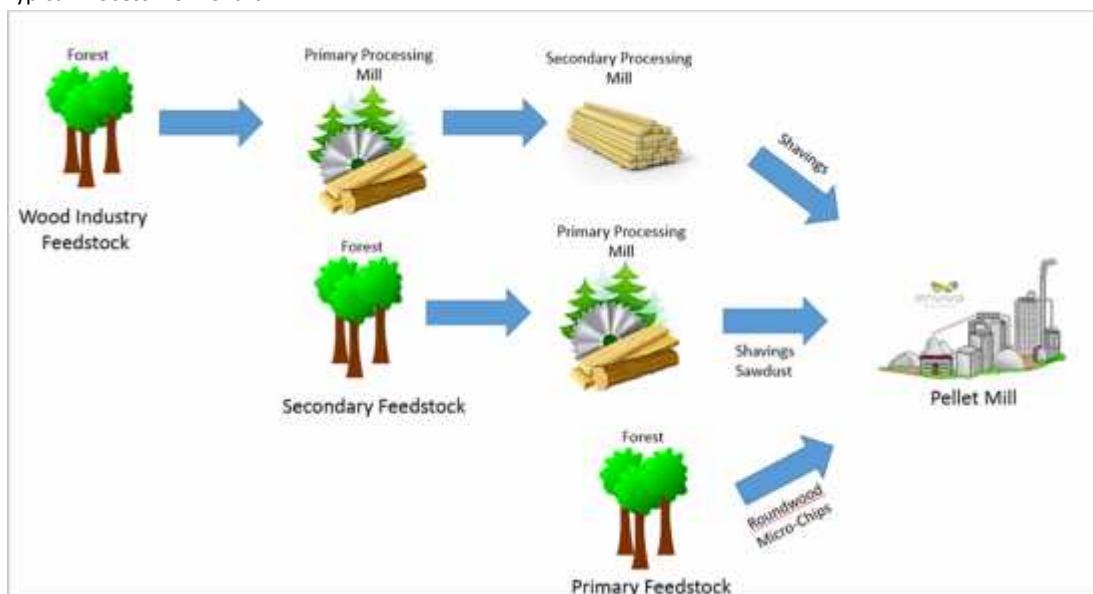 Forest
Primary Processing
Mill
Secondary Processing
Mill
Shavings
Wood Industry
Feedstock
Forest
Primary Processing
Mill
Shavings
Sawdust
Secondary Feedstock
Pellet Mill
Forest
Roundwood
Micro-Chips
Primary Feedstock